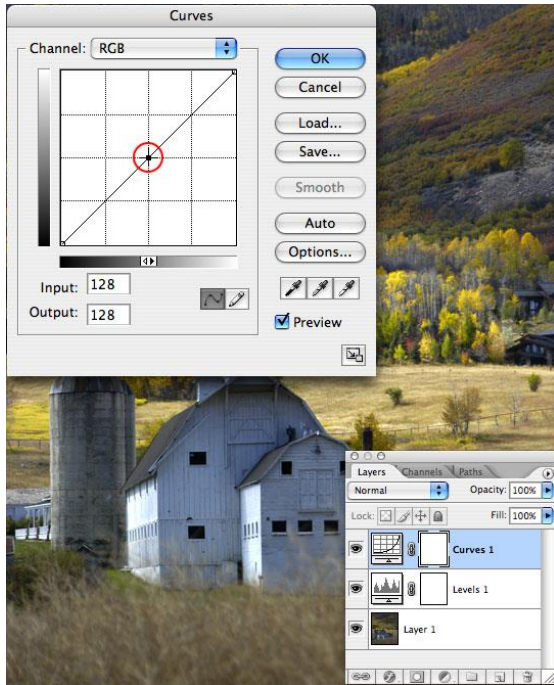 Curves
Channel: RGB
OK
Cancel
Load...
Save...
Smooth
Auto
Options...
Input: 128
Output: 128
Preview
Layers Channels Paths
Normal Opacity: 100%
Lock: Fill: 100%
Curves 1
Levels 1
Layer 1